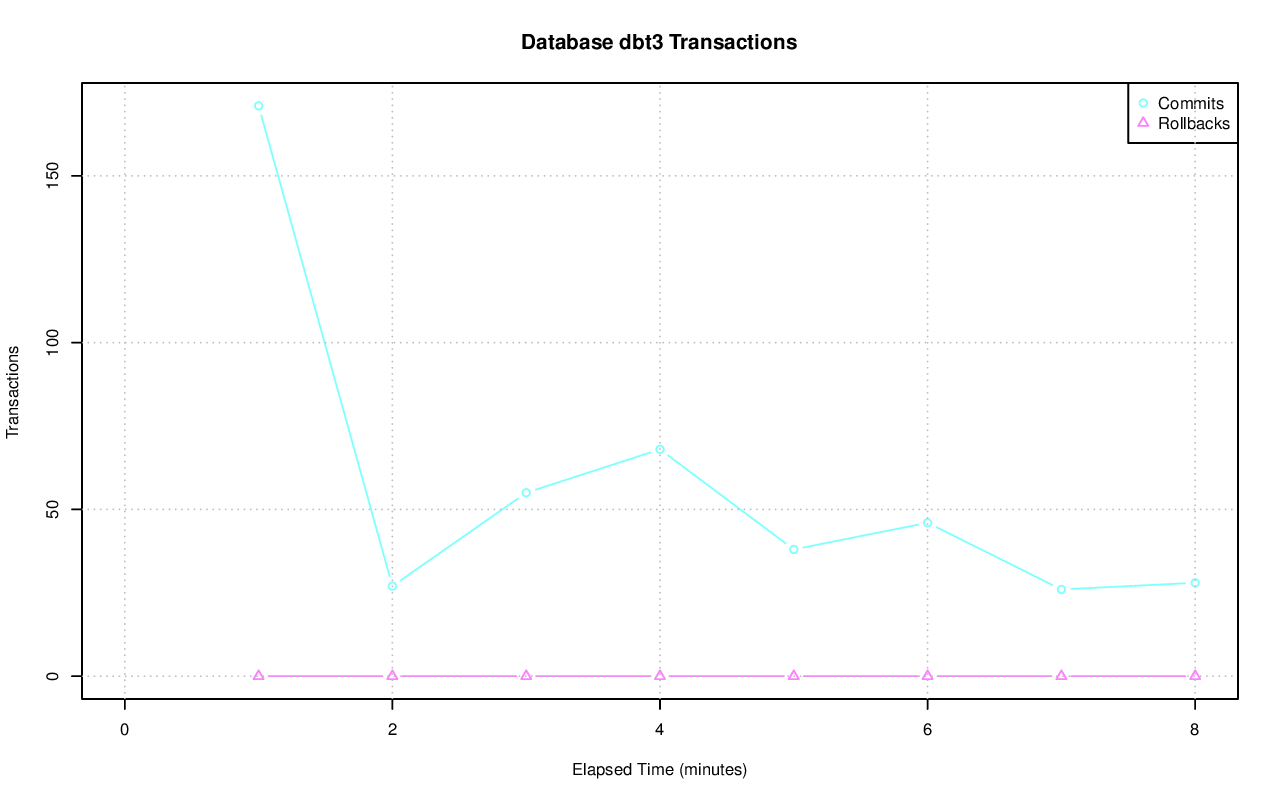 Database dbt3 Transactions
Commits
Rollbacks
Transactions
150
100
50
0
0 2 4 6 8
Elapsed Time (minutes)